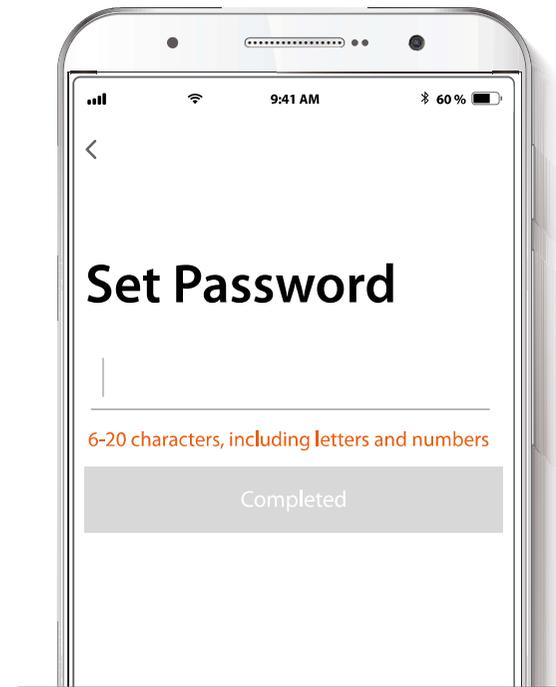 9:41 AM 60 %
Set Password
6-20 characters, including letters and numbers
Completed